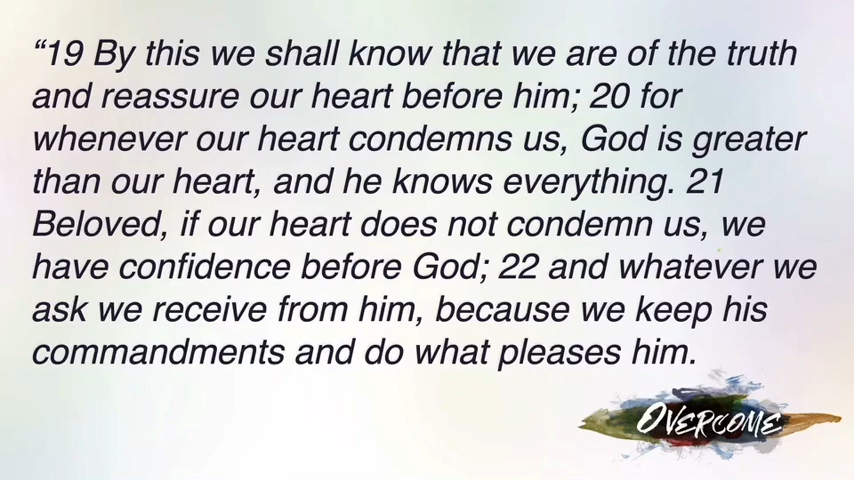 “19 By this we shall know that we are of the truth
and reassure our heart before him; 20 for
whenever our heart condemns us, God is greater
than our heart, and he knows everything. 21
Beloved, if our heart does not condemn us, we
have confidence before God; 22 and whatever we
ask we receive from him, because we keep his
commandments and do what pleases him.
OVERCOME